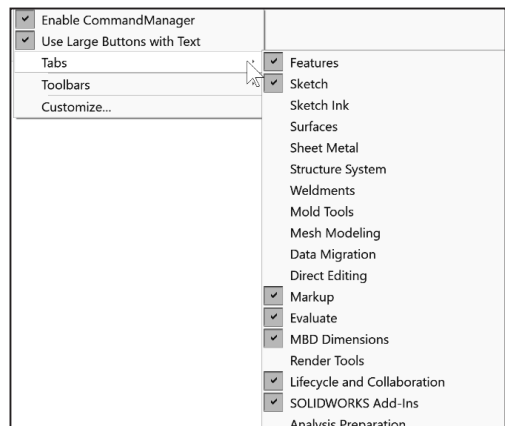 Enable CommandManager
Use Large Buttons with Text
Tabs
Toolbars
Customize...
Features
Sketch
Sketch Ink
Surfaces
Sheet Metal
Structure System
Weldments
Mold Tools
Mesh Modeling
Data Migration
Direct Editing
Markup
Evaluate
MBD Dimensions
Render Tools
Lifecycle and Collaboration
SOLIDWORKS Add-Ins
Analysis Preparation